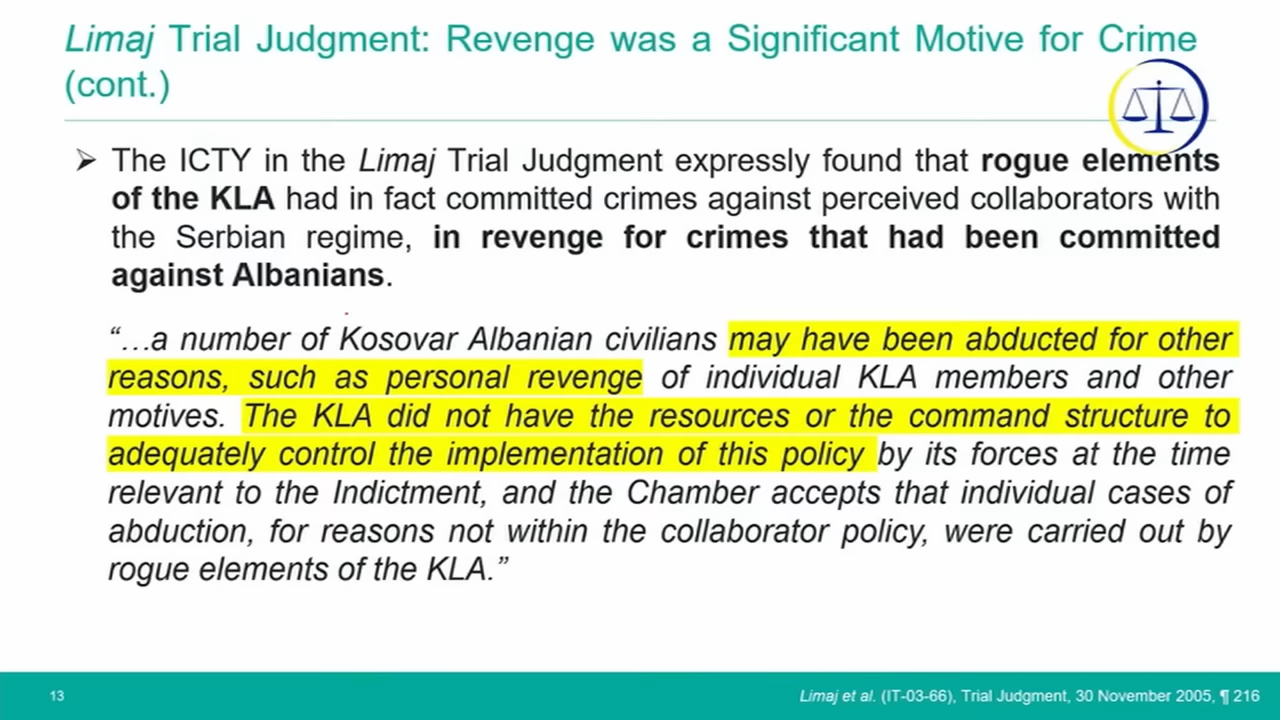 Limaj Trial Judgment: Revenge was a Significant Motive for Crime
(cont.)
➢ The ICTY in the Limaj Trial Judgment expressly found that rogue elements
of the KLA had in fact committed crimes against perceived collaborators with
the Serbian regime, in revenge for crimes that had been committed
against Albanians.
“…a number of Kosovar Albanian civilians may have been abducted for other
reasons, such as personal revenge of individual KLA members and other
motives. The KLA did not have the resources or the command structure to
adequately control the implementation of this policy by its forces at the time
relevant to the Indictment, and the Chamber accepts that individual cases of
abduction, for reasons not within the collaborator policy, were carried out by
rogue elements of the KLA.”
13
Limaj et al. (IT-03-66), Trial Judgment, 30 November 2005, ¶ 216